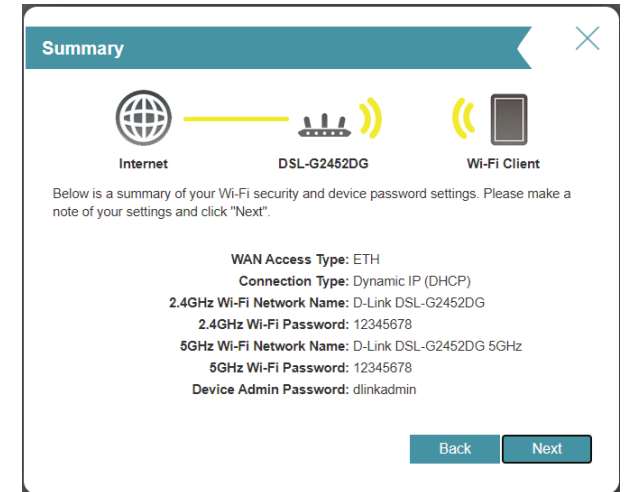 Summary
Internet
DSL-G2452DG
Wi-Fi Client
Below is a summary of your Wi-Fi security and device password settings. Please make a
note of your settings and click "Next".
WAN Access Type: ETH
Connection Type: Dynamic IP (DHCP)
2.4GHz Wi-Fi Network Name: D-Link DSL-G2452DG
2.4GHz Wi-Fi Password: 12345678
5GHz Wi-Fi Network Name: D-Link DSL-G2452DG 5GHz
5GHz Wi-Fi Password: 12345678
Device Admin Password: dlinkadmin
Back
Next